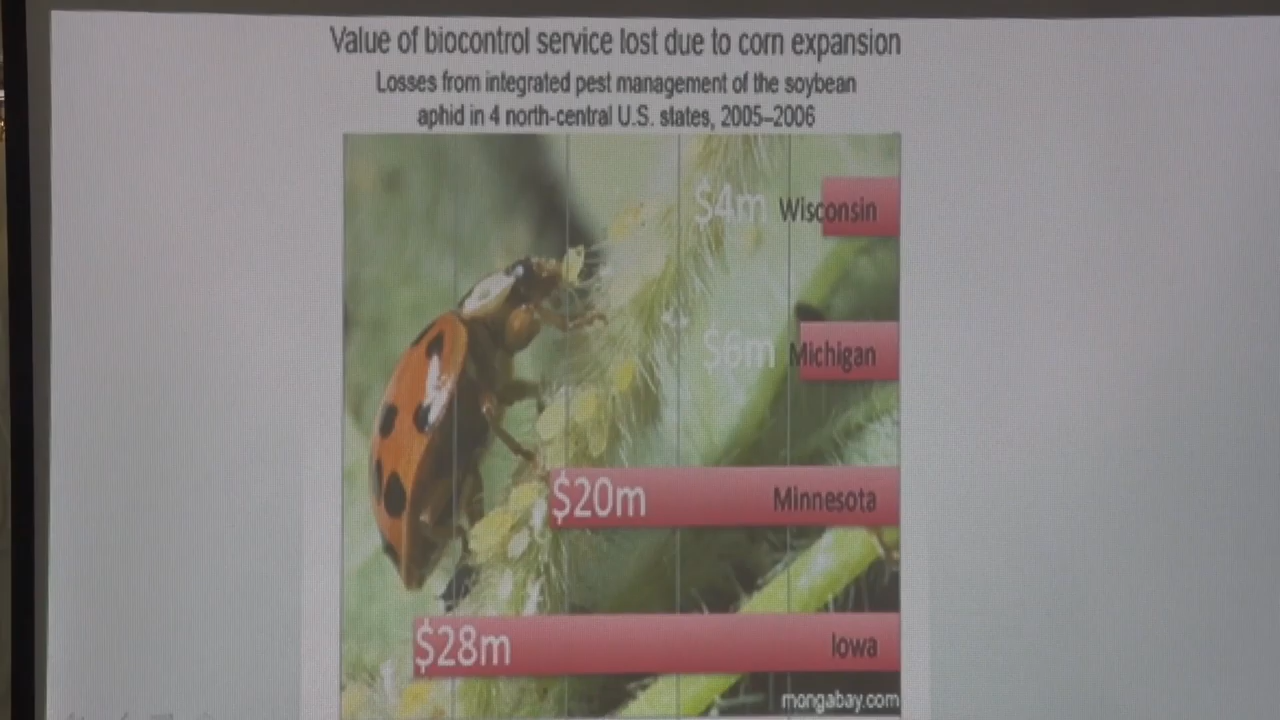 Value of biocontrol service lost due to corn expansion
Losses from integrated pest management of the soybean
aphid in 4 north-central U.S. states, 2005–2006
$4m Wisconsin
$6m Michigan
$20m Minnesota
$28m Iowa
mongabay.com